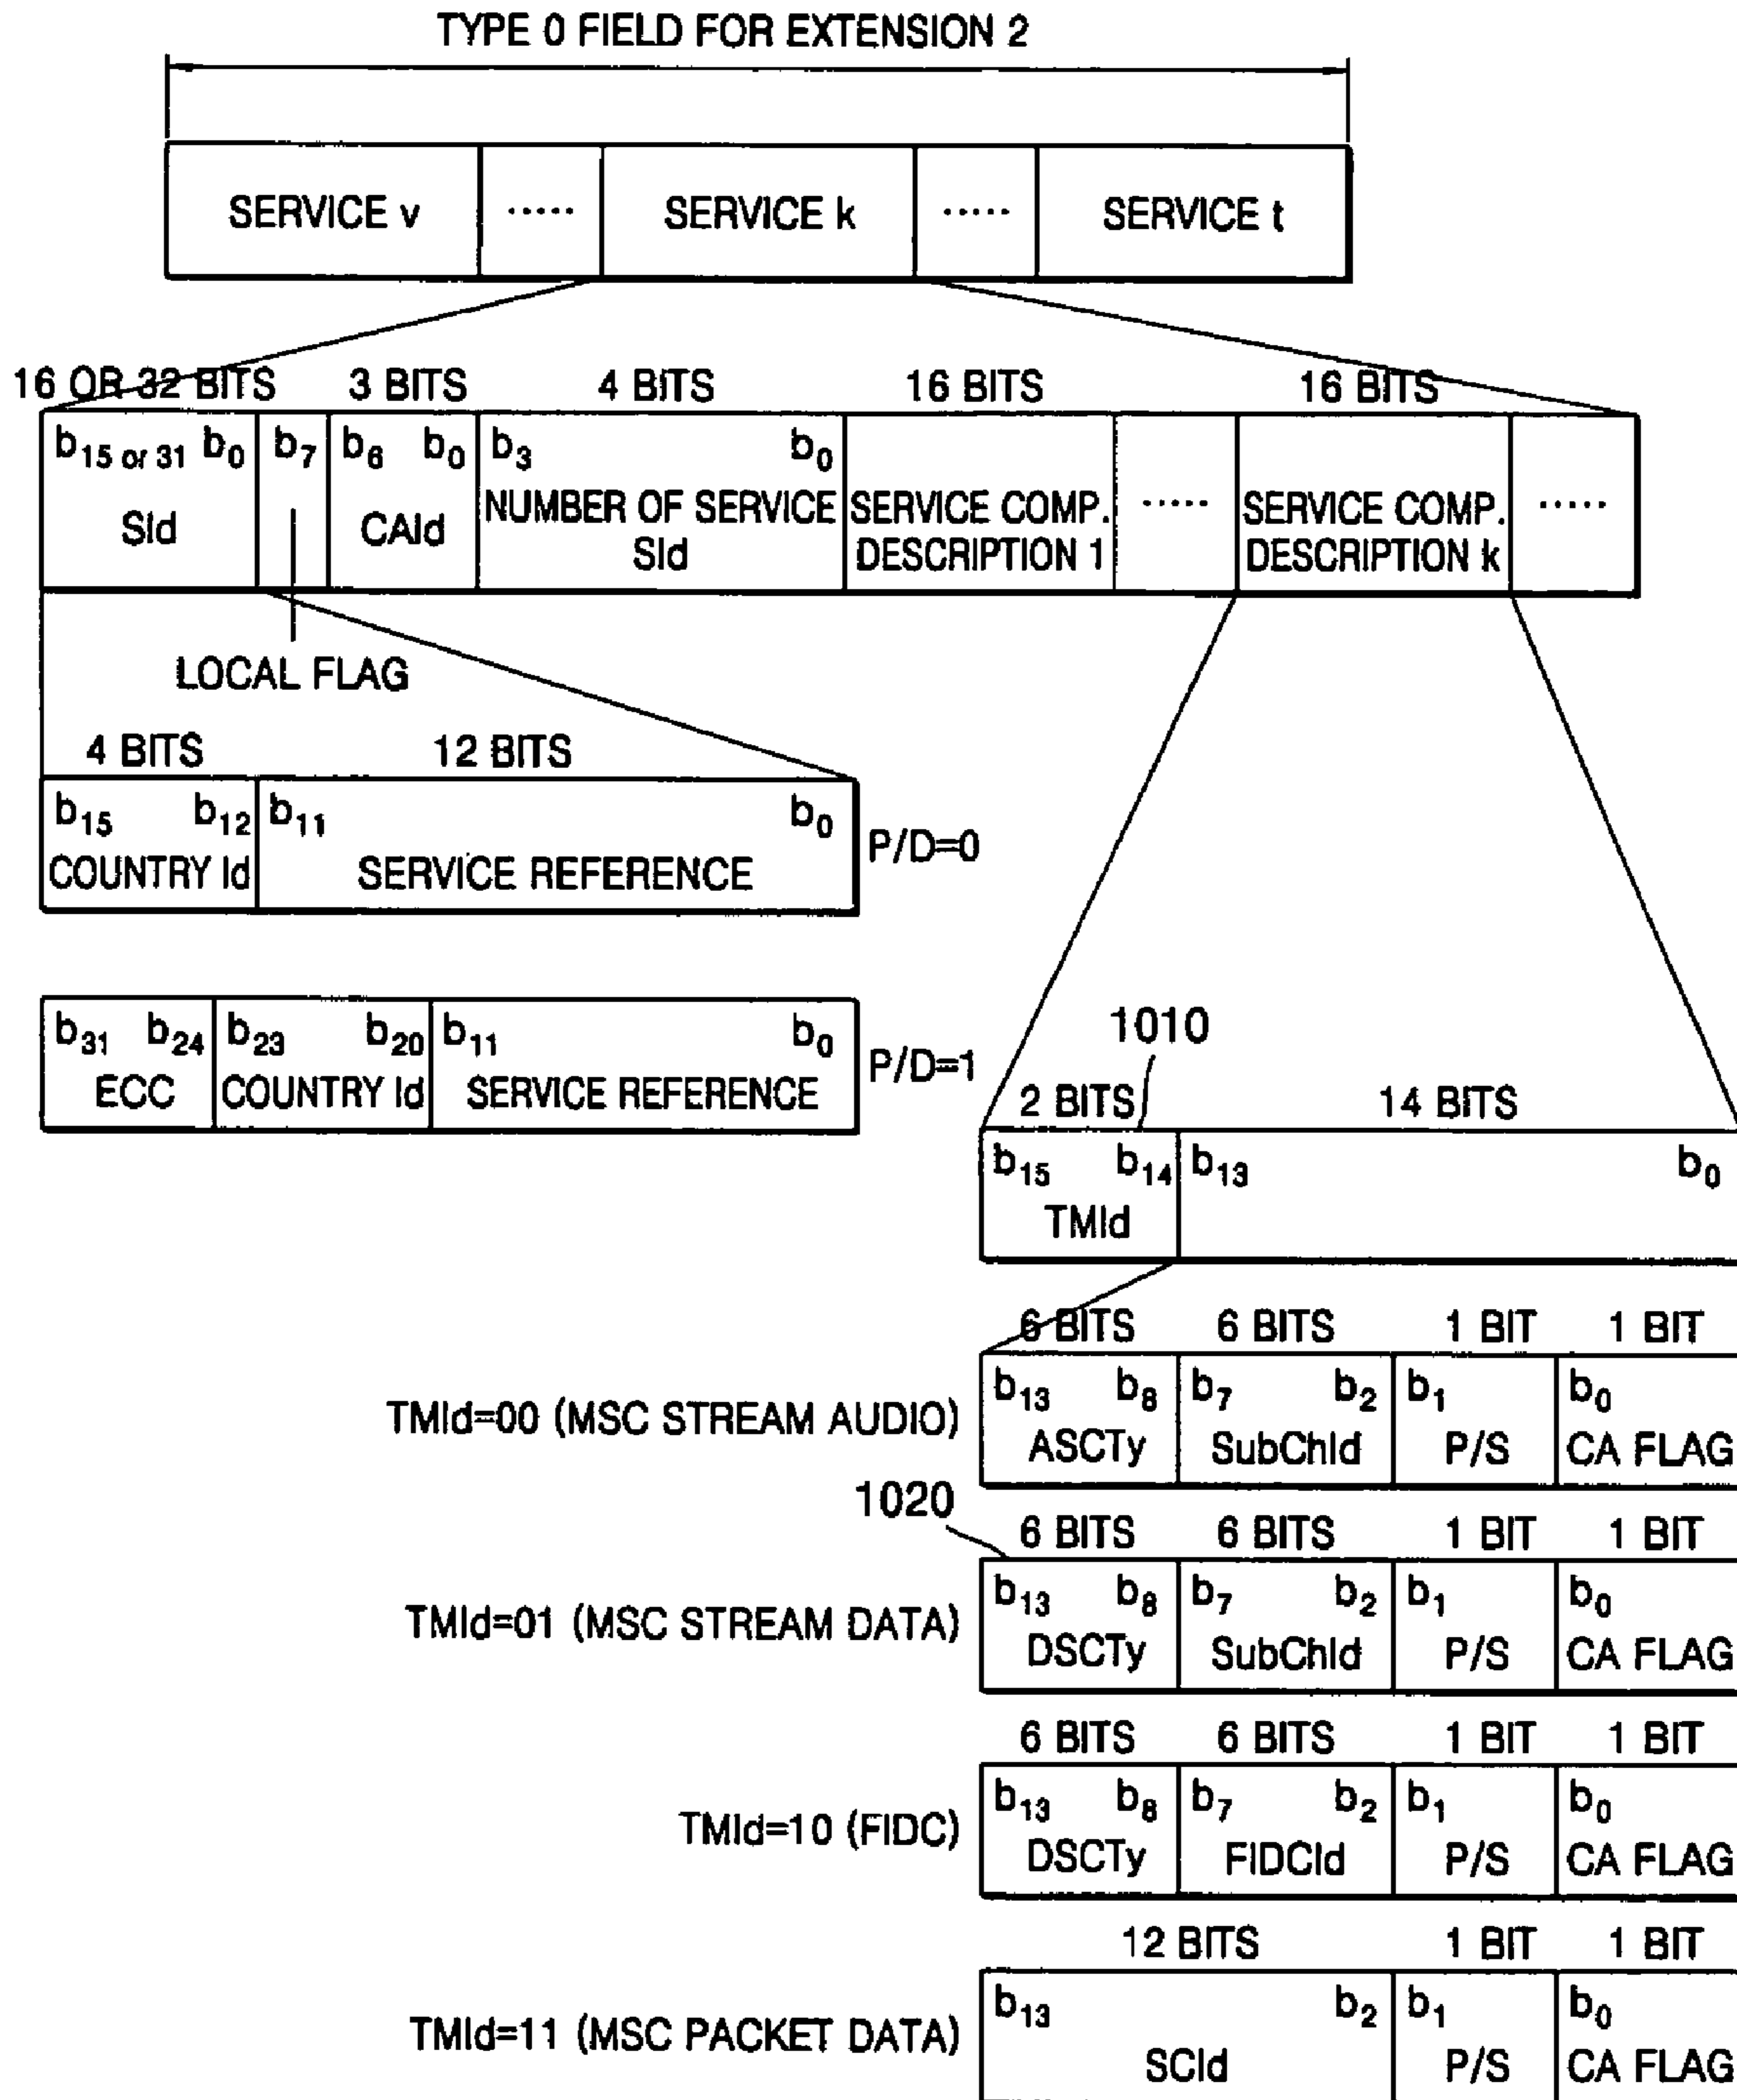 TYPE 0 FIELD FOR EXTENSION 2
SERVICE v ..... SERVICE k ..... SERVICE t
16 OR 32 BITS 3 BITS 4 BITS 16 BITS 16 BITS
b15 or 31 b0 b7 b6 b0 b3 b0
SId CAId NUMBER OF SERVICE SId SERVICE COMP. DESCRIPTION 1 ..... SERVICE COMP. DESCRIPTION k .....
LOCAL FLAG
4 BITS 12 BITS
b15 b12 b11 b0
COUNTRY Id SERVICE REFERENCE P/D=0
b31 b24 b23 b20 b11 b0
ECC COUNTRY Id SERVICE REFERENCE P/D=1
1010
2 BITS 14 BITS
b15 b14 b13 b0
TMId
6 BITS 6 BITS 1 BIT 1 BIT
b13 b8 b7 b2 b1 b0
TMId=00 (MSC STREAM AUDIO) ASCTy SubChId P/S CA FLAG
1020
6 BITS 6 BITS 1 BIT 1 BIT
b13 b8 b7 b2 b1 b0
TMId=01 (MSC STREAM DATA) DSCTy SubChId P/S CA FLAG
6 BITS 6 BITS 1 BIT 1 BIT
b13 b8 b7 b2 b1 b0
TMId=10 (FIDC) DSCTy FIDCId P/S CA FLAG
12 BITS 1 BIT 1 BIT
b13 b2 b1 b0
TMId=11 (MSC PACKET DATA) SCId P/S CA FLAG